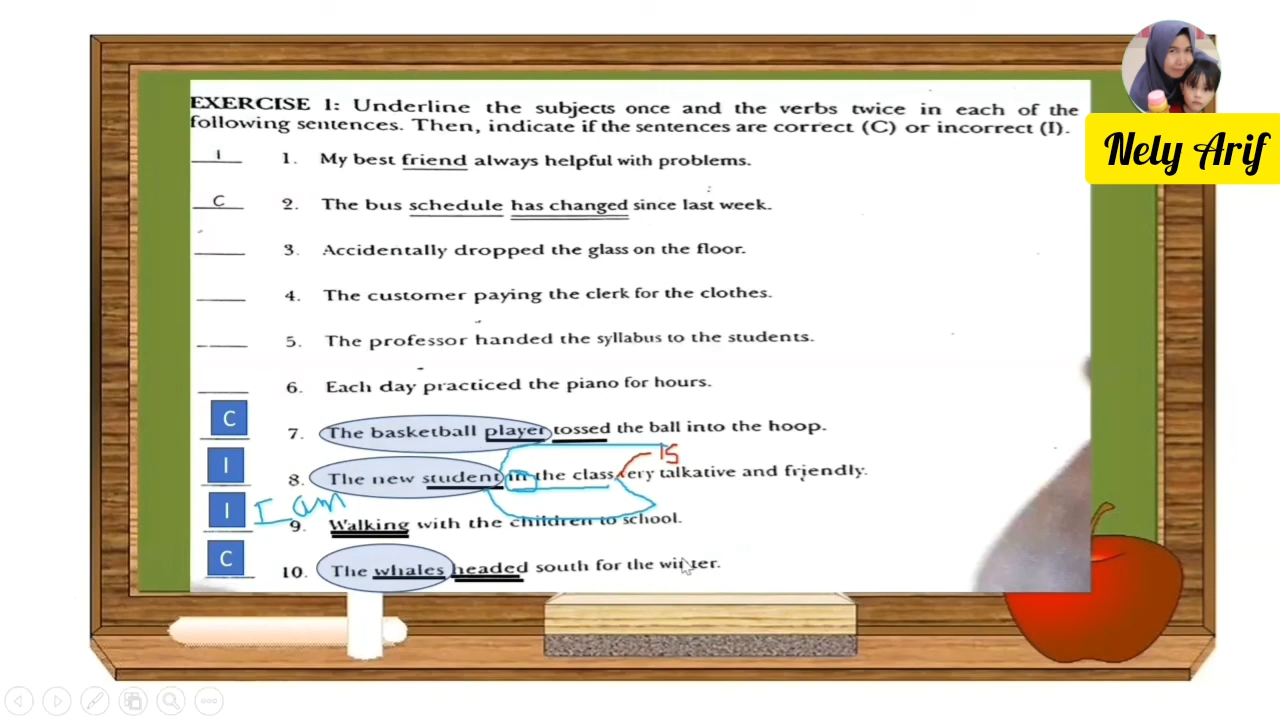 Nely Arif
EXERCISE 1: Underline the subjects once and the verbs twice in each of the
following sentences. Then, indicate if the sentences are correct (C) or incorrect (I).
I 1. My best friend always helpful with problems.
C 2. The bus schedule has changed since last week.
3. Accidentally dropped the glass on the floor.
4. The customer paying the clerk for the clothes.
5. The professor handed the syllabus to the students.
6. Each day practiced the piano for hours.
C 7. The basketball player tossed the ball into the hoop.
is
I 8. The new student in the class very talkative and friendly.
I am
I 9. Walking with the children to school.
C 10. The whales headed south for the winter.